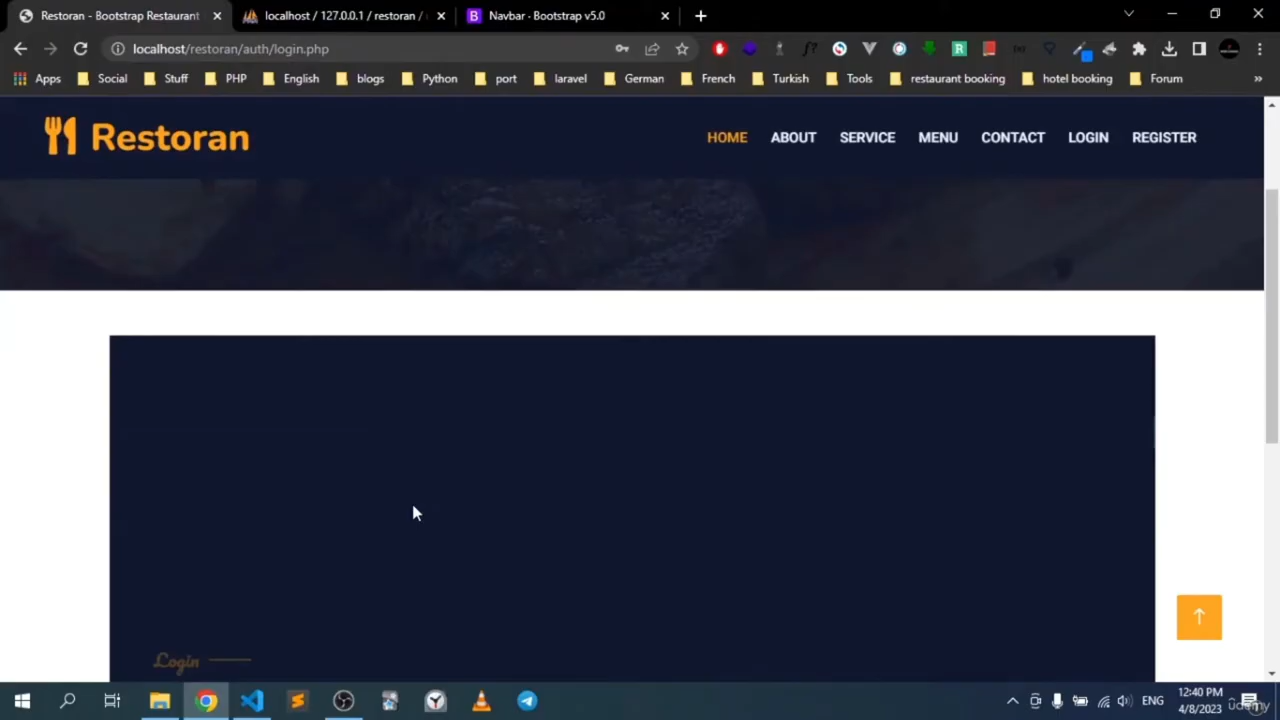 Restoran - Bootstrap Restaurant
localhost / 127.0.0.1 / restoran /
Navbar · Bootstrap v5.0
localhost/restoran/auth/login.php
Apps
Social
Stuff
PHP
English
blogs
Python
port
laravel
German
French
Turkish
Tools
restaurant booking
hotel booking
Forum
Restoran
HOME
ABOUT
SERVICE
MENU
CONTACT
LOGIN
REGISTER
Login
ENG
12:40 PM
4/8/2023
udemy